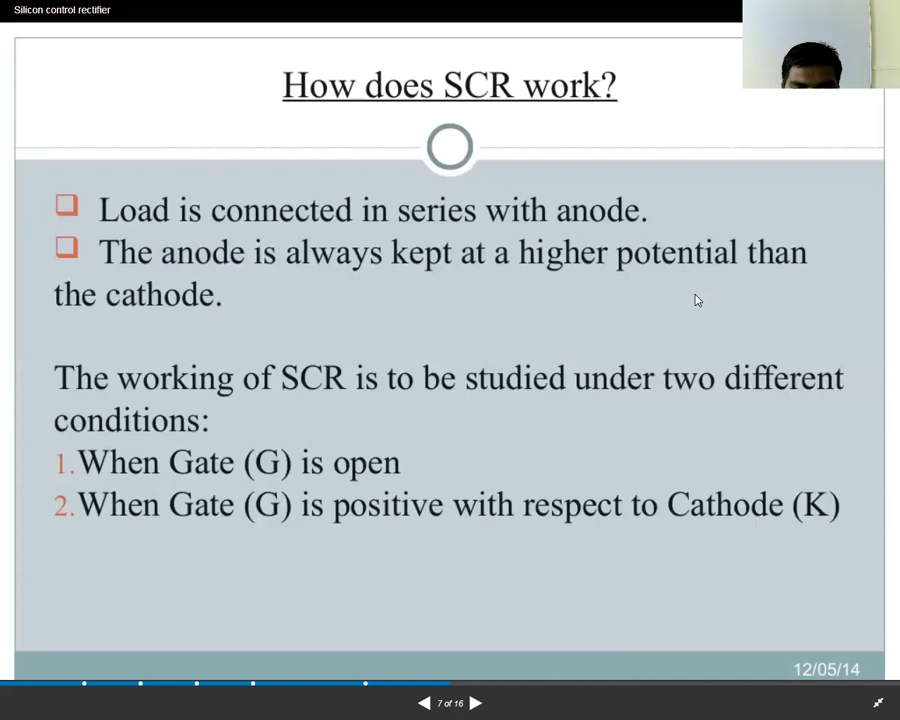 Silicon control rectifier
How does SCR work?
Load is connected in series with anode.
The anode is always kept at a higher potential than
the cathode.
The working of SCR is to be studied under two different
conditions:
1.When Gate (G) is open
2.When Gate (G) is positive with respect to Cathode (K)
12/05/14
7 of 16